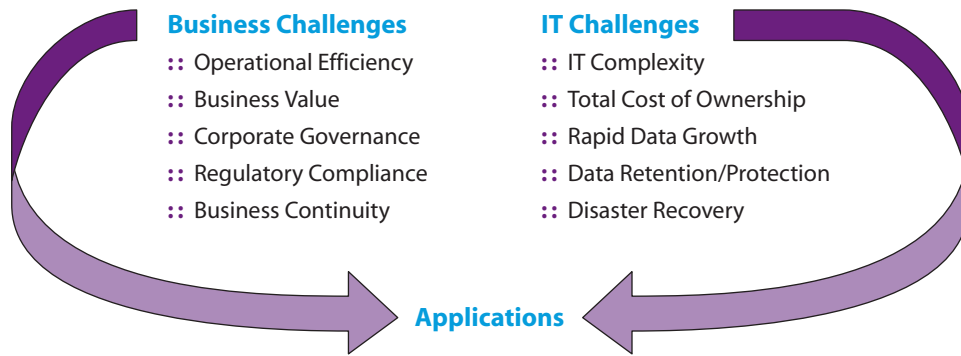 Business Challenges
:: Operational Efficiency
:: Business Value
:: Corporate Governance
:: Regulatory Compliance
:: Business Continuity
IT Challenges
:: IT Complexity
:: Total Cost of Ownership
:: Rapid Data Growth
:: Data Retention/Protection
:: Disaster Recovery
Applications